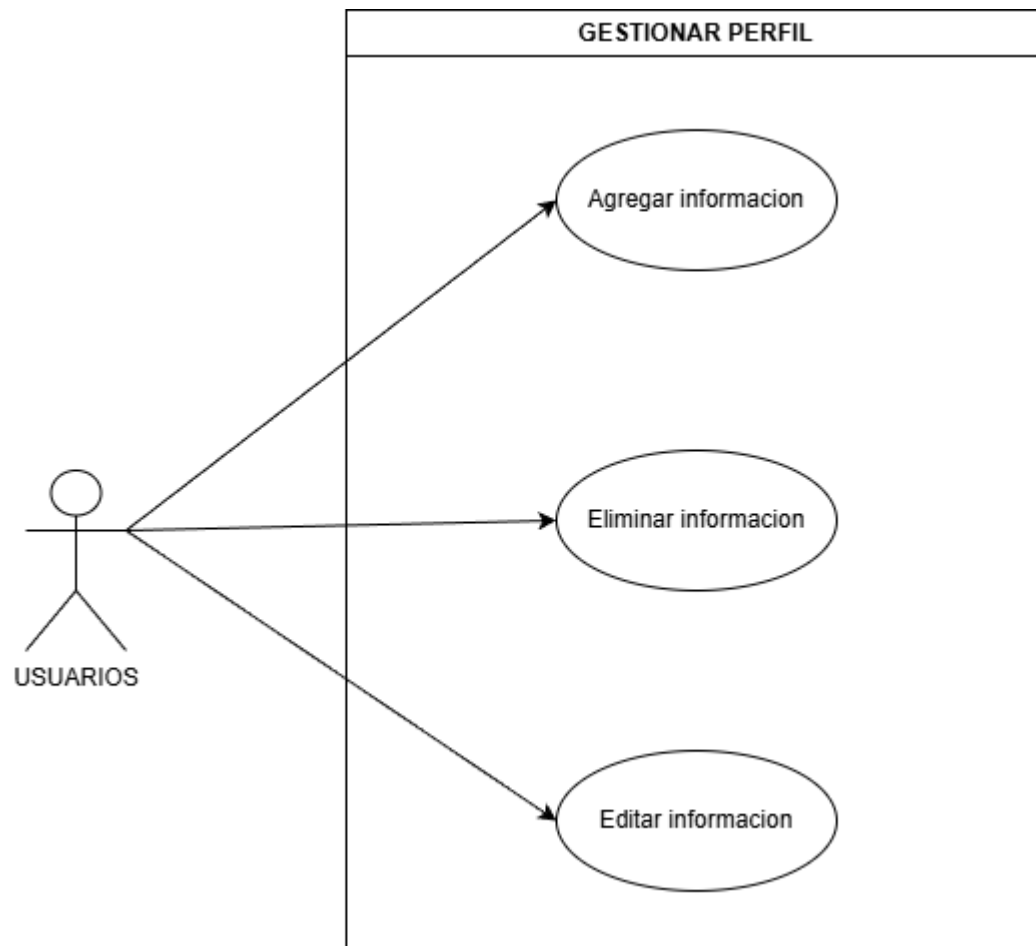 GESTIONAR PERFIL
Agregar informacion
Eliminar informacion
USUARIOS
Editar informacion